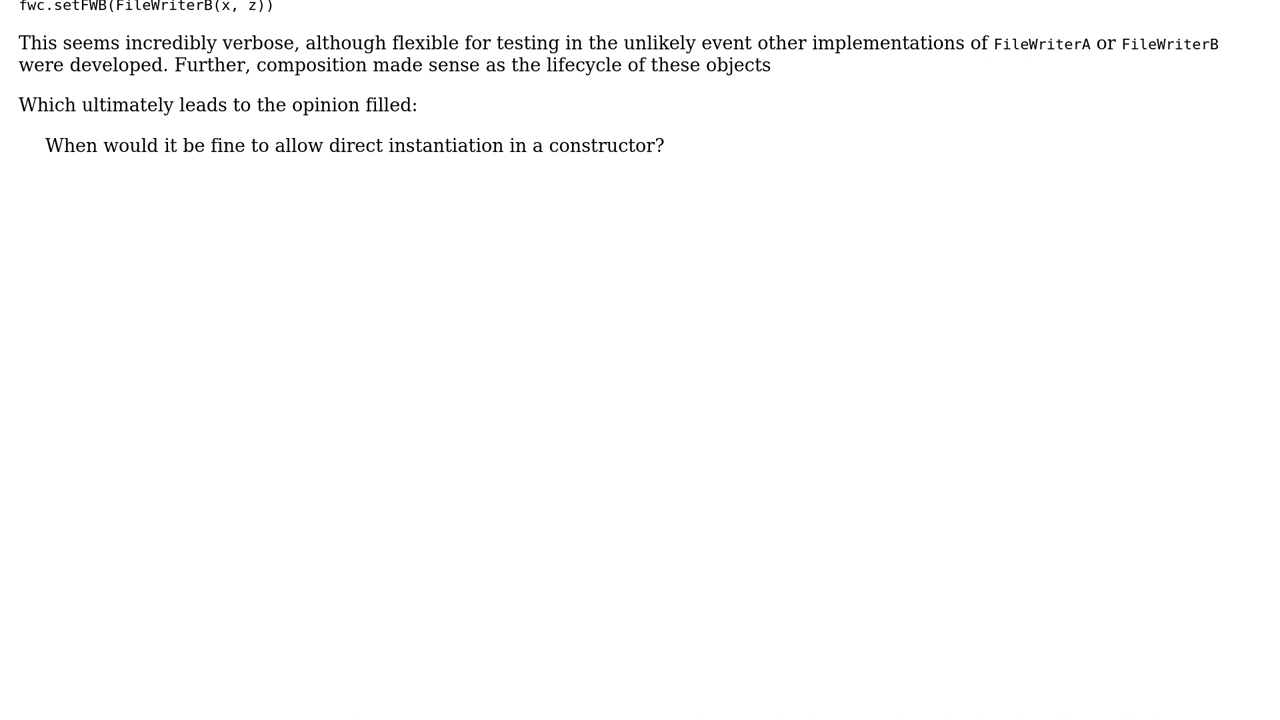 fwc.setFWB(FileWriterB(x, z))
This seems incredibly verbose, although flexible for testing in the unlikely event other implementations of FileWriterA or FileWriterB
were developed. Further, composition made sense as the lifecycle of these objects
Which ultimately leads to the opinion filled:
When would it be fine to allow direct instantiation in a constructor?